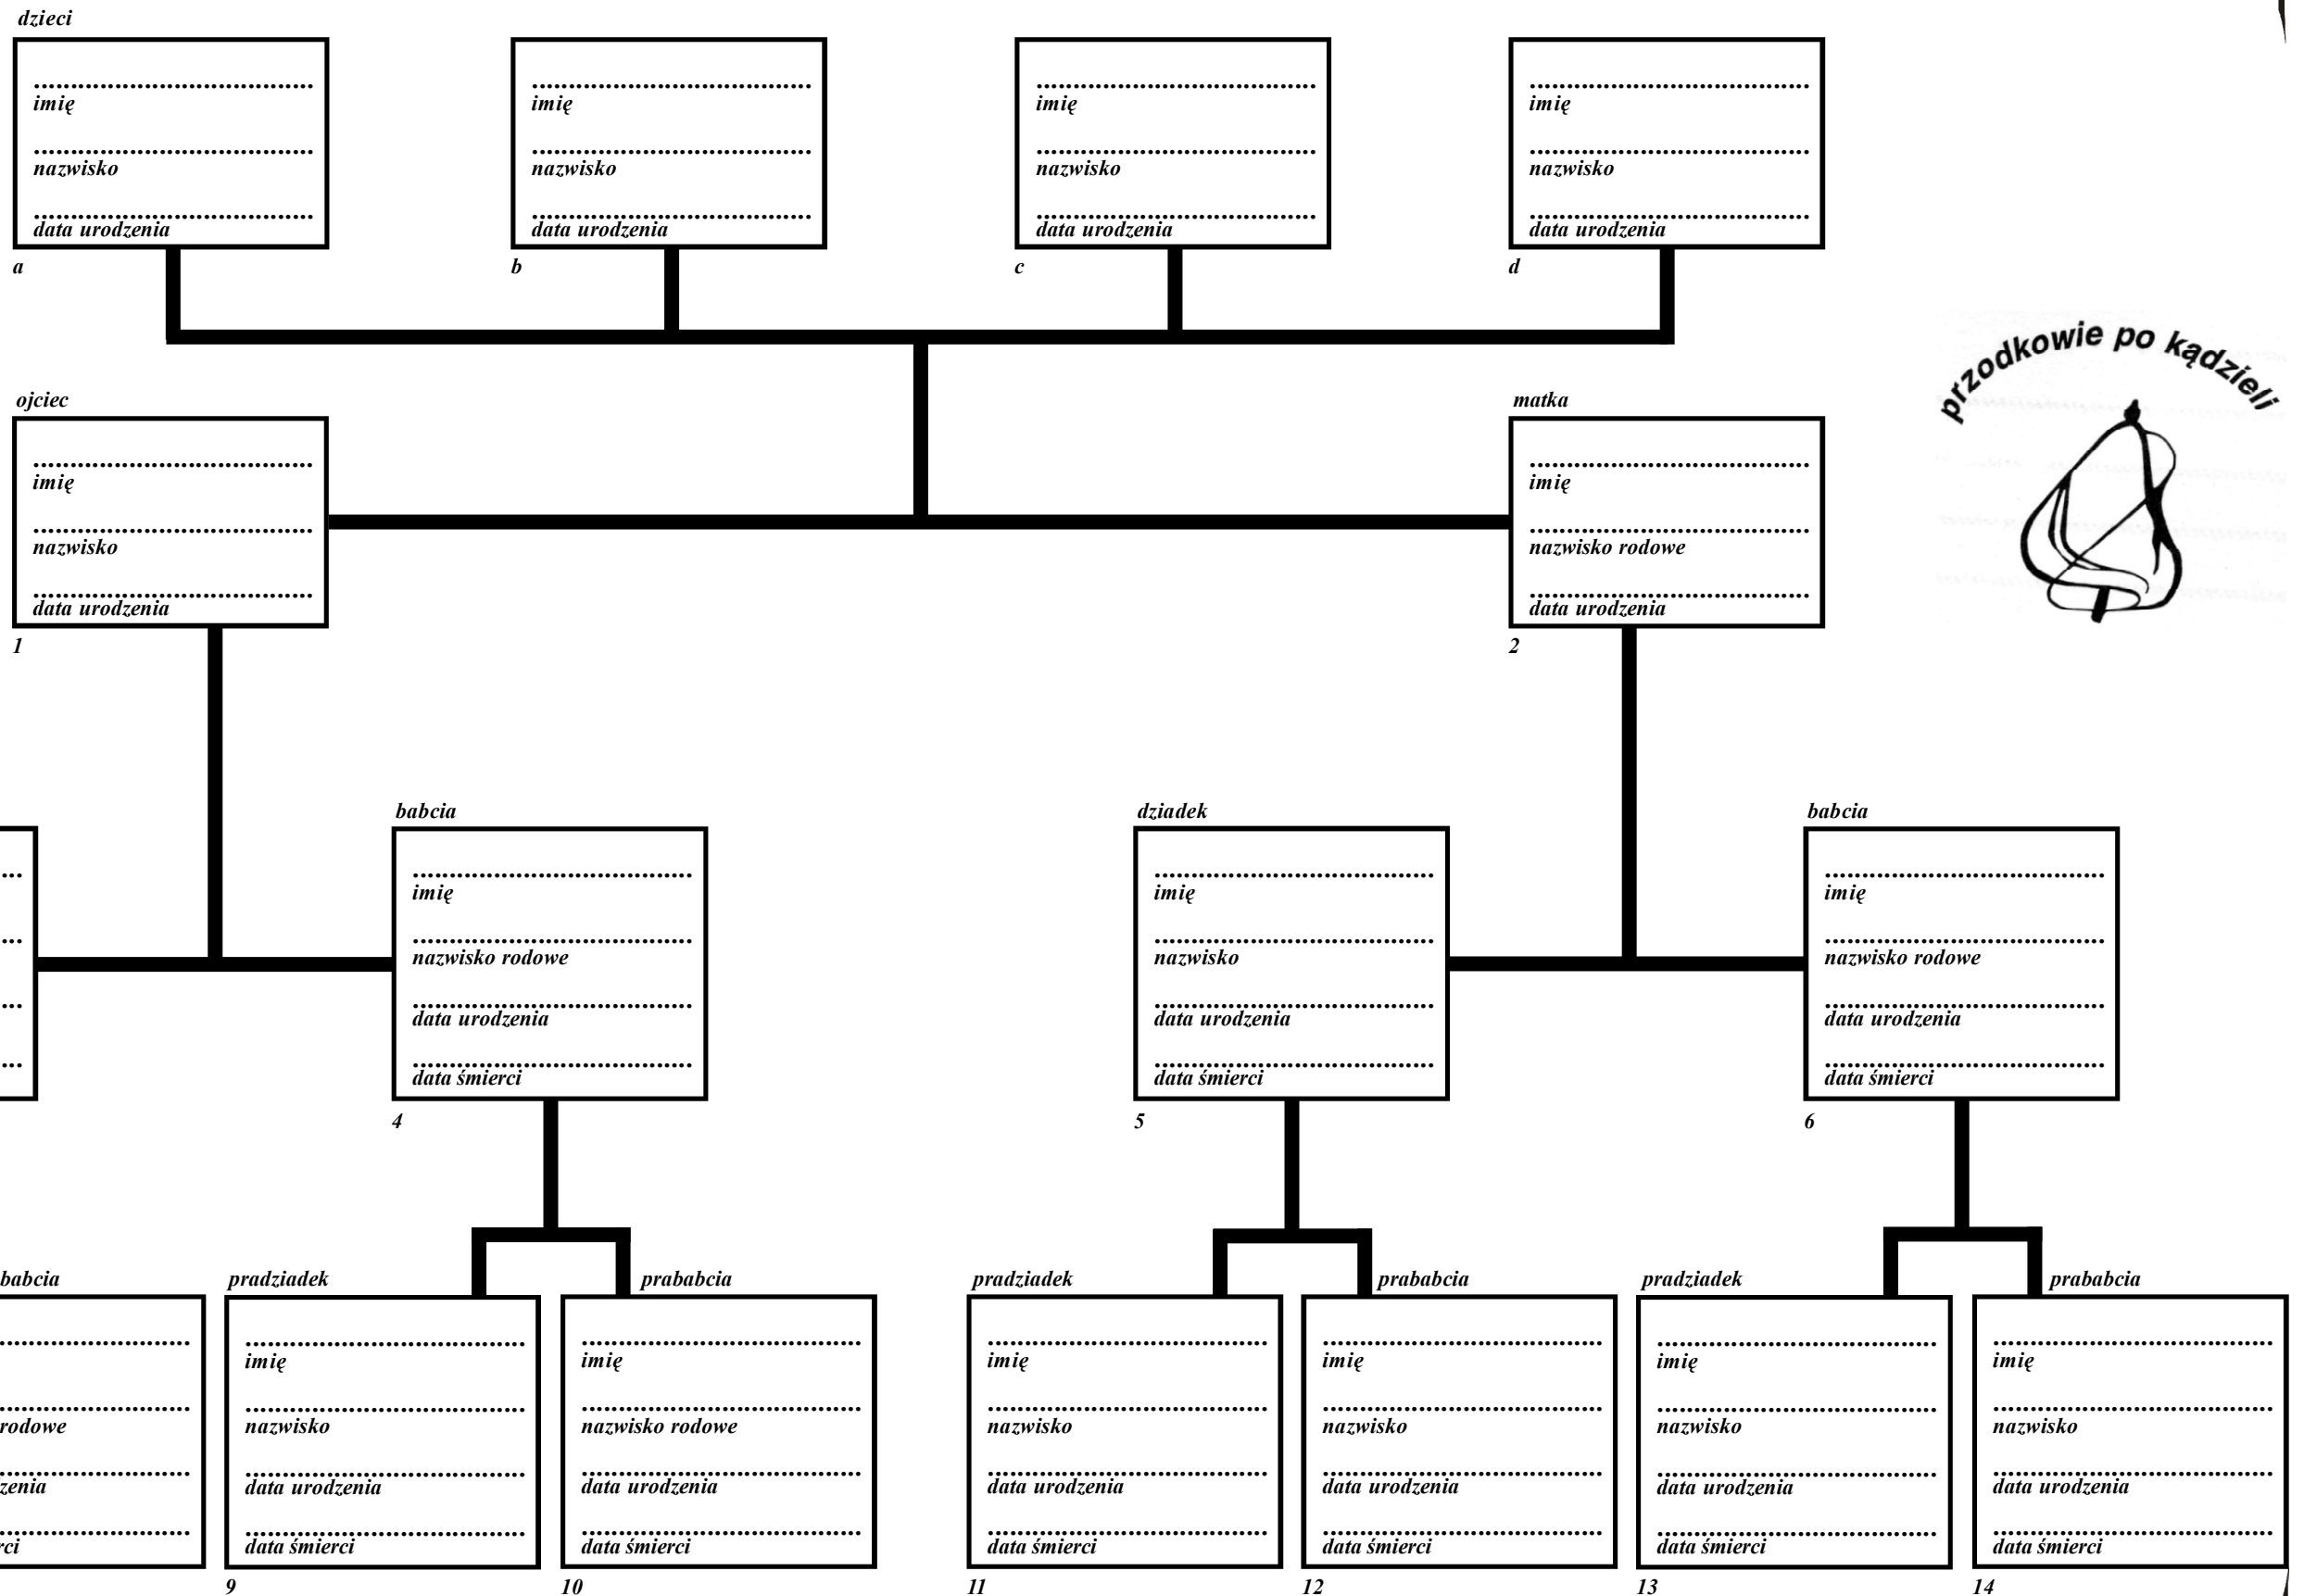 dzieci
imię imię imię imię
nazwisko nazwisko nazwisko nazwisko
data urodzenia data urodzenia data urodzenia data urodzenia
a b c d
przodkowie po kądzieli
ojciec matka
imię imię
nazwisko nazwisko rodowe
data urodzenia data urodzenia
1 2
babcia dziadek babcia
imię imię imię
nazwisko rodowe nazwisko nazwisko rodowe
data urodzenia data urodzenia data urodzenia
data śmierci data śmierci data śmierci
4 5 6
babcia pradziadek prababcia pradziadek prababcia pradziadek prababcia
imię imię imię imię imię imię
rodowe nazwisko nazwisko rodowe nazwisko nazwisko nazwisko nazwisko
zenia data urodzenia data urodzenia data urodzenia data urodzenia data urodzenia data urodzenia
rci data śmierci data śmierci data śmierci data śmierci data śmierci data śmierci
9 10 11 12 13 14